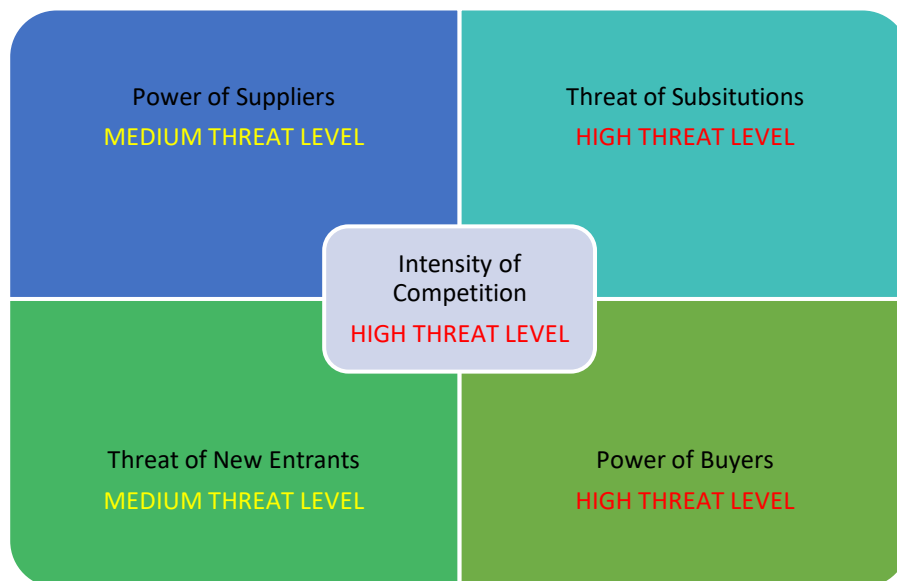 Power of Suppliers
MEDIUM THREAT LEVEL
Threat of Subsitutions
HIGH THREAT LEVEL
Intensity of
Competition
HIGH THREAT LEVEL
Threat of New Entrants
MEDIUM THREAT LEVEL
Power of Buyers
HIGH THREAT LEVEL